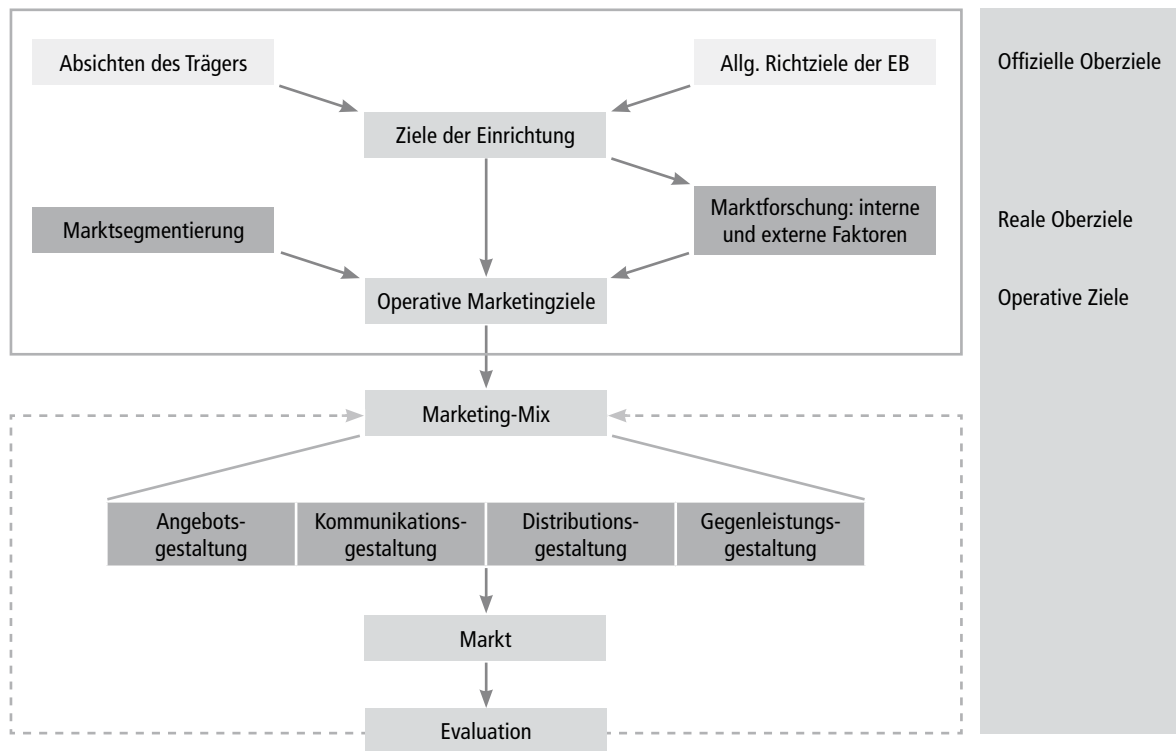 Absichten des Trägers
Allg. Richtziele der EB
Offizielle Oberziele
Ziele der Einrichtung
Marktsegmentierung
Marktforschung: interne
und externe Faktoren
Reale Oberziele
Operative Marketingziele
Operative Ziele
Marketing-Mix
Angebots-
gestaltung
Kommunikations-
gestaltung
Distributions-
gestaltung
Gegenleistungs-
gestaltung
Markt
Evaluation